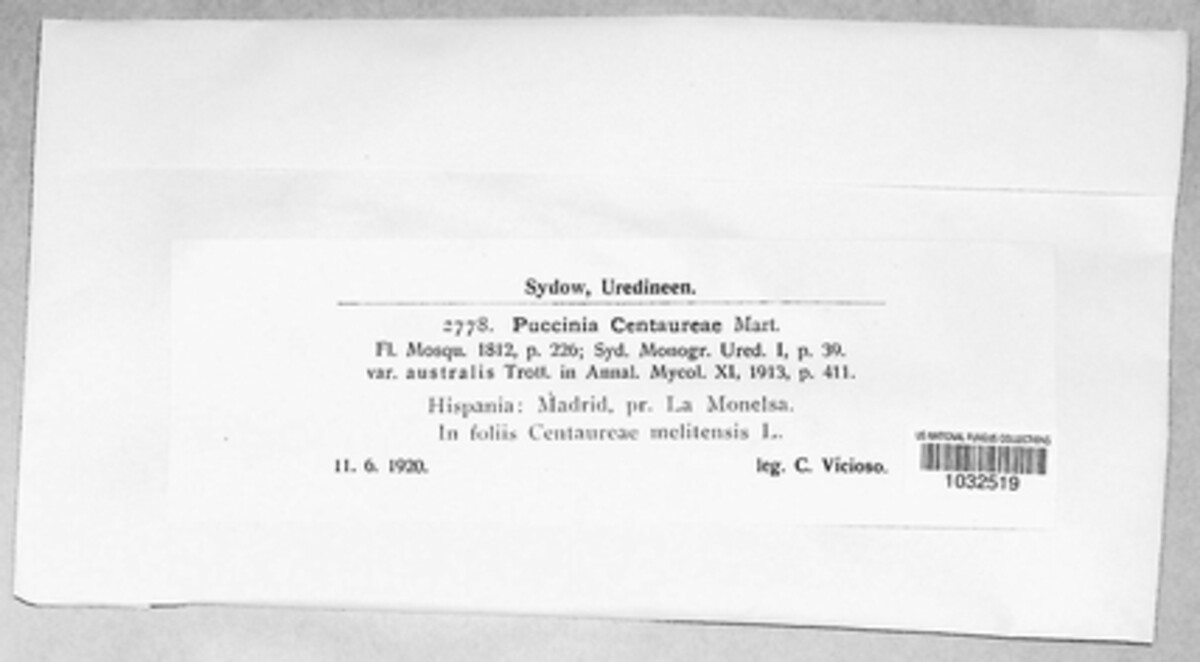 Sydow, Uredineen.
2778. Puccinia Centaureae Mart.
Fl. Mosqu. 1812, p. 226; Syd. Monogr. Ured. I, p. 39.
var. australis Trott. in Annal. Mycol. XI, 1913, p. 411.
Hispania: Madrid, pr. La Monelsa.
In foliis Centaureae melitensis L.
11. 6. 1920. leg. C. Vicioso.
US NATIONAL FUNGUS COLLECTIONS
1032519